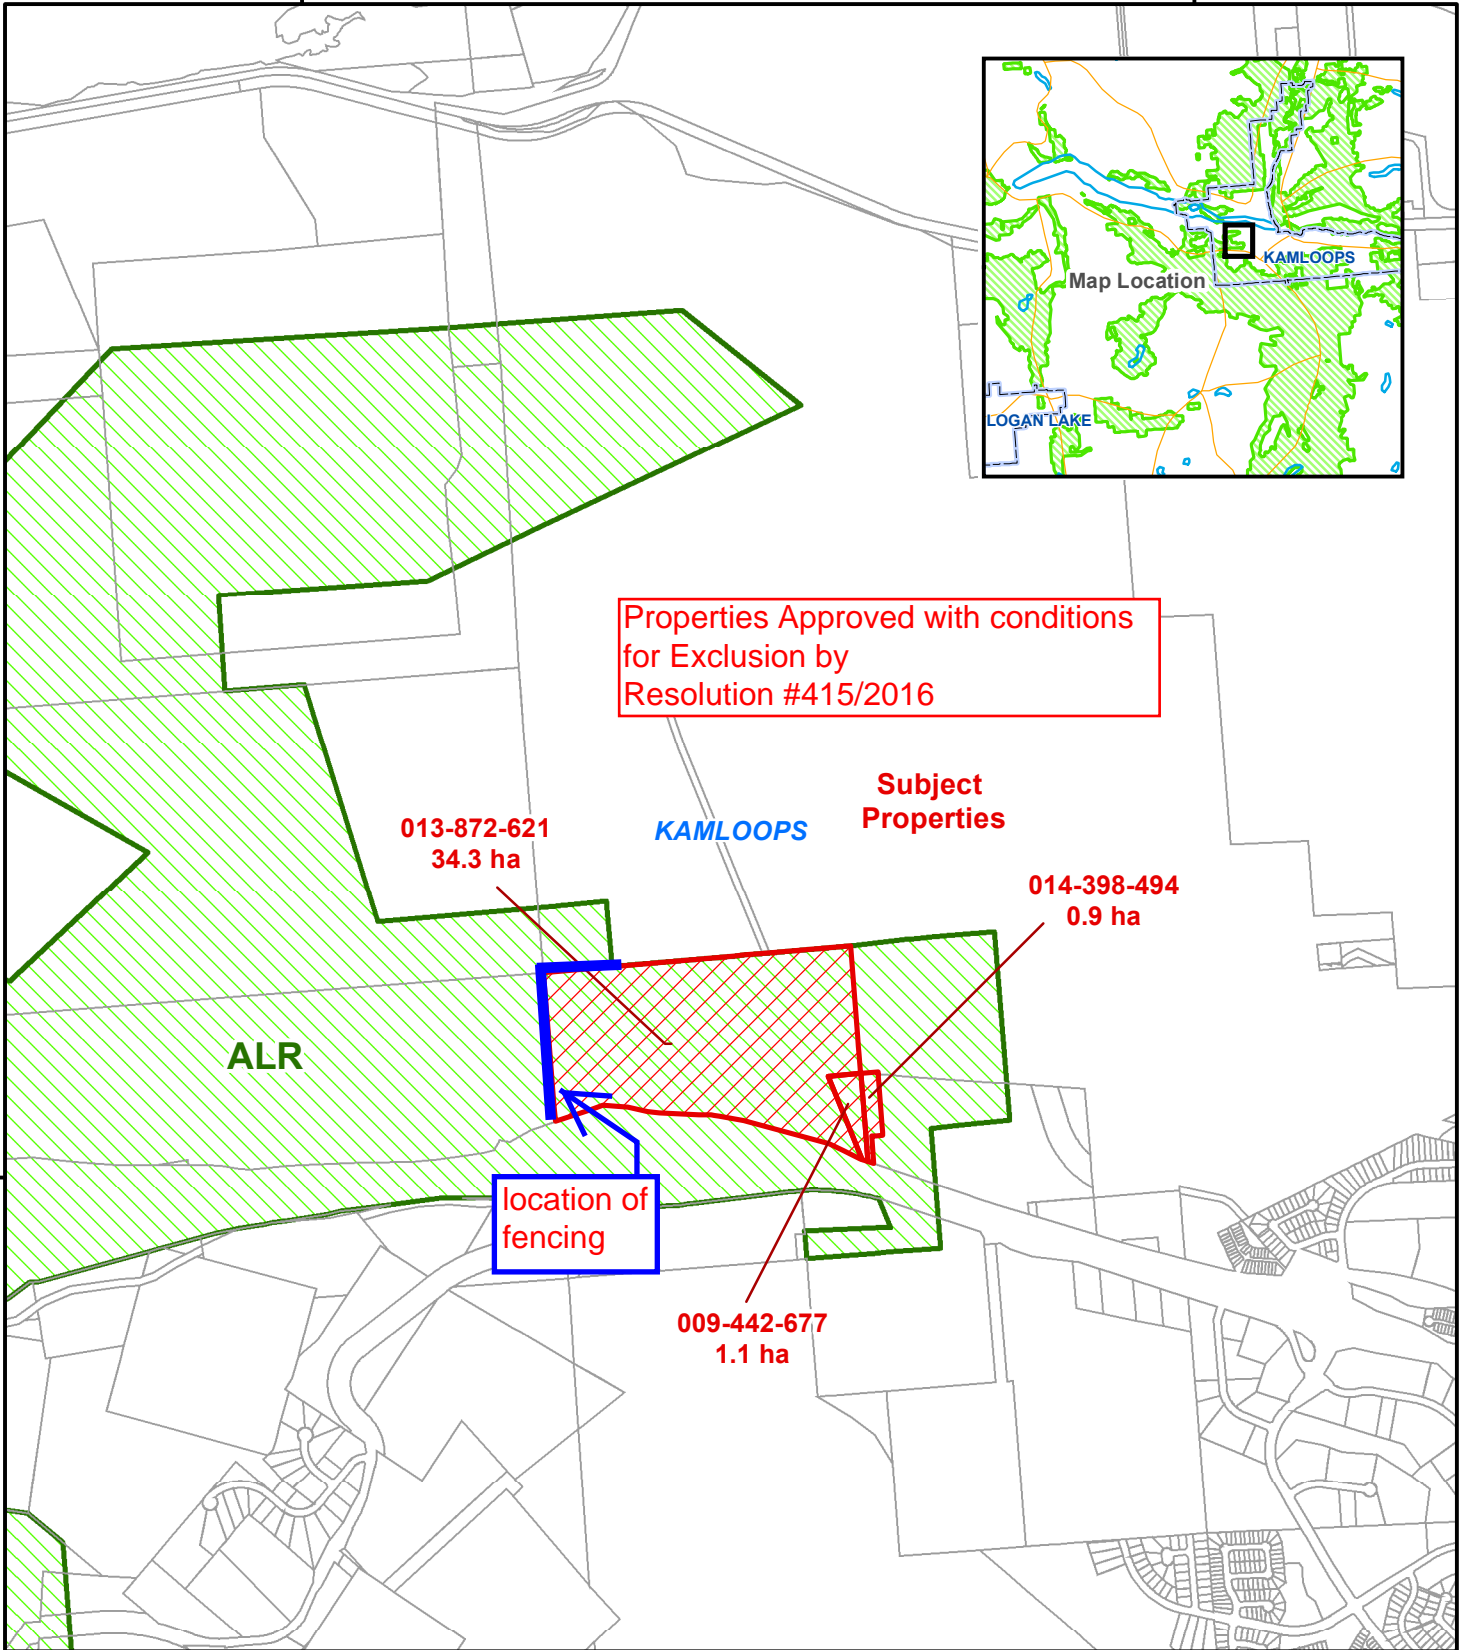 KAMLOOPS
Map Location
LOGAN LAKE
Properties Approved with conditions
for Exclusion by
Resolution #415/2016
Subject
Properties
013-872-621
34.3 ha
KAMLOOPS
014-398-494
0.9 ha
ALR
location of
fencing
009-442-677
1.1 ha